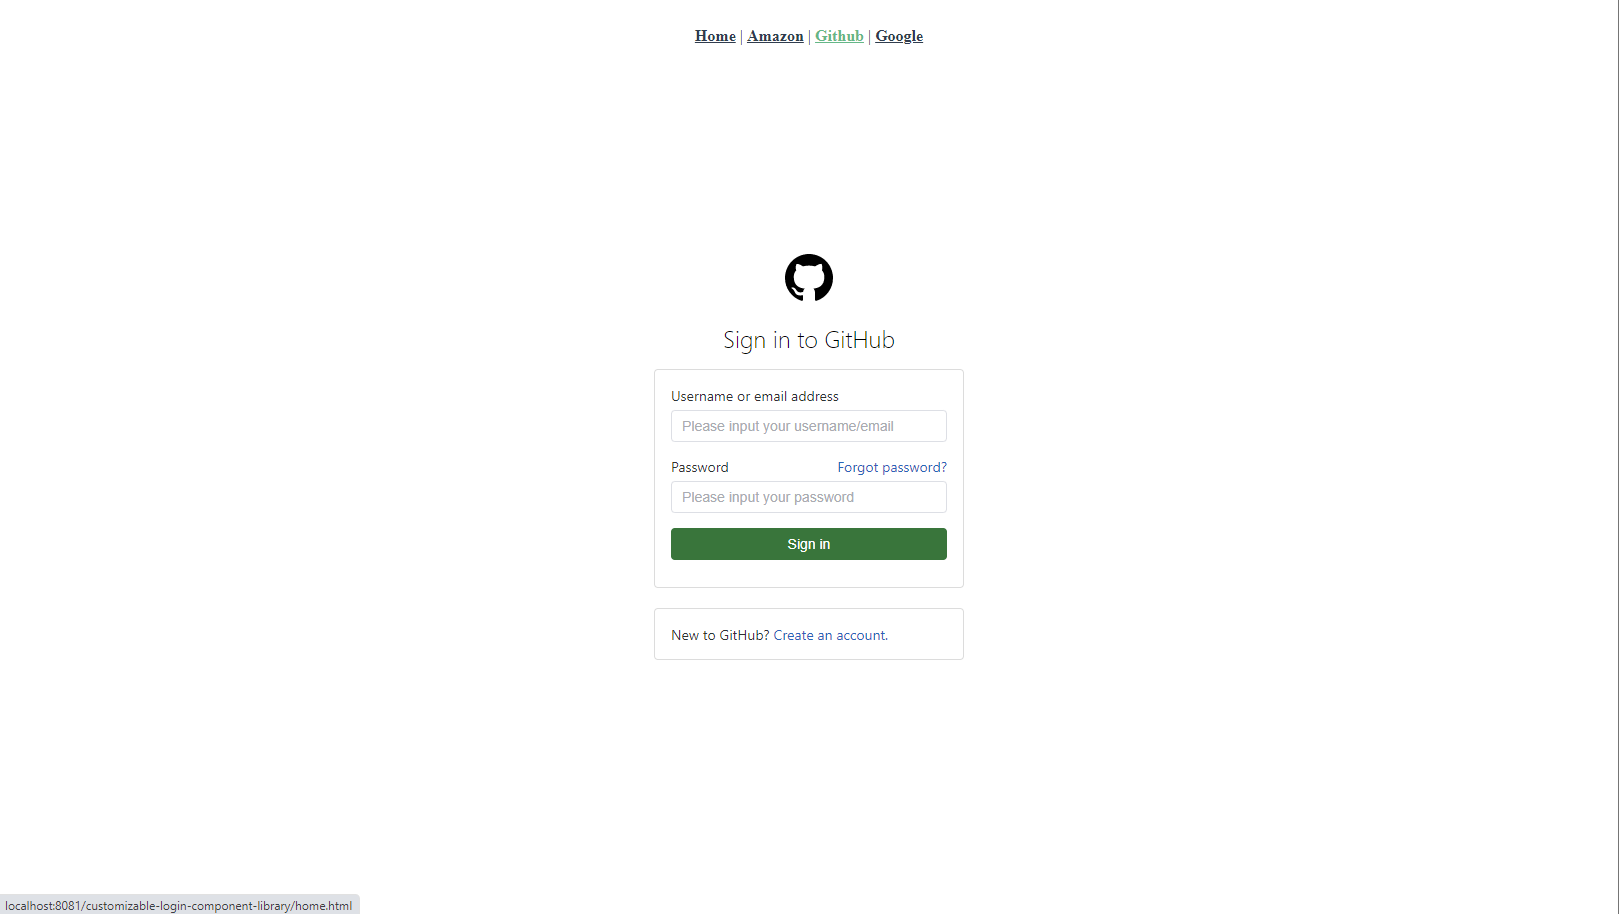 Home | Amazon | Github | Google
Sign in to GitHub
Username or email address
Please input your username/email
Password Forgot password?
Please input your password
Sign in
New to GitHub? Create an account.
localhost:8081/customizable-login-component-library/home.html